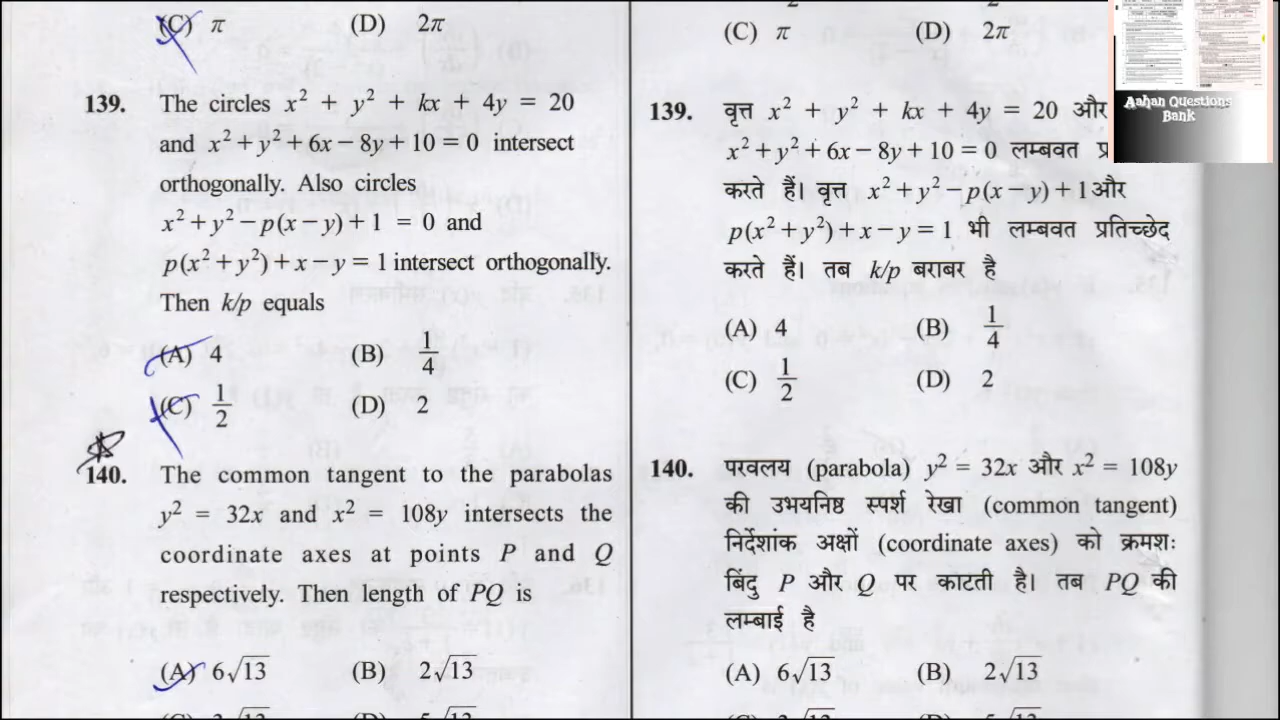 (C) π (D) 2π
139. The circles x² + y² + kx + 4y = 20
and x² + y² + 6x − 8y + 10 = 0 intersect
orthogonally. Also circles
x² + y² − p(x − y) + 1 = 0 and
p(x² + y²) + x − y = 1 intersect orthogonally.
Then k/p equals
(A) 4 (B) 1/4
(C) 1/2 (D) 2
140. The common tangent to the parabolas
y² = 32x and x² = 108y intersects the
coordinate axes at points P and Q
respectively. Then length of PQ is
(A) 6√13 (B) 2√13
(C) π (D) 2π
139. वृत्त x² + y² + kx + 4y = 20 और
x² + y² + 6x − 8y + 10 = 0 लम्बवत
करते हैं। वृत्त x² + y² − p(x − y) + 1 और
p(x² + y²) + x − y = 1 भी लम्बवत प्रतिच्छेद
करते हैं। तब k/p बराबर है
(A) 4 (B) 1/4
(C) 1/2 (D) 2
140. परवलय (parabola) y² = 32x और x² = 108y
की उभयनिष्ठ स्पर्श रेखा (common tangent)
निर्देशांक अक्षों (coordinate axes) को क्रमशः
बिंदु P और Q पर काटती है। तब PQ की
लम्बाई है
(A) 6√13 (B) 2√13
Aahan Questions
Bank